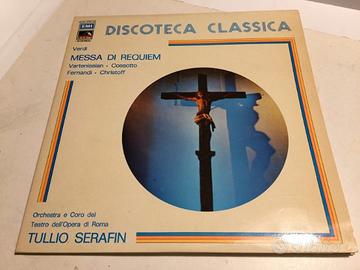 EMI
DISCOTECA CLASSICA
Verdi
MESSA DI REQUIEM
Vartenissian - Cossotto
Fernandi - Christoff
Orchestra e Coro del
Teatro dell'Opera di Roma
TULLIO SERAFIN